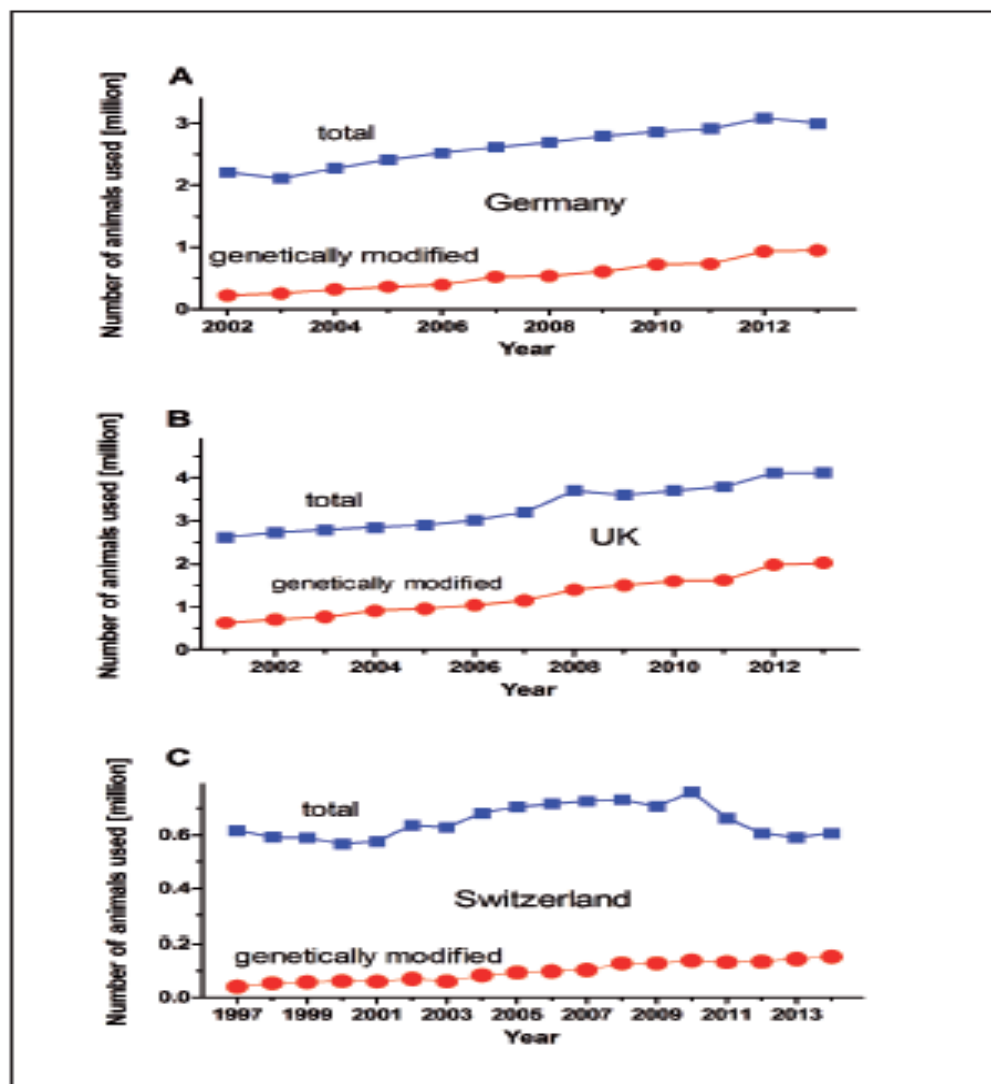 A
Number of animals used [million]
3
total
2
Germany
genetically modified
1
0
2002 2004 2006 2008 2010 2012
Year
B
Number of animals used [million]
4
total
3
UK
2
genetically modified
1
0
2002 2004 2006 2008 2010 2012
Year
C
Number of animals used [million]
total
0.6
0.4
Switzerland
0.2
genetically modified
0.0
1997 1999 2001 2003 2005 2007 2009 2011 2013
Year